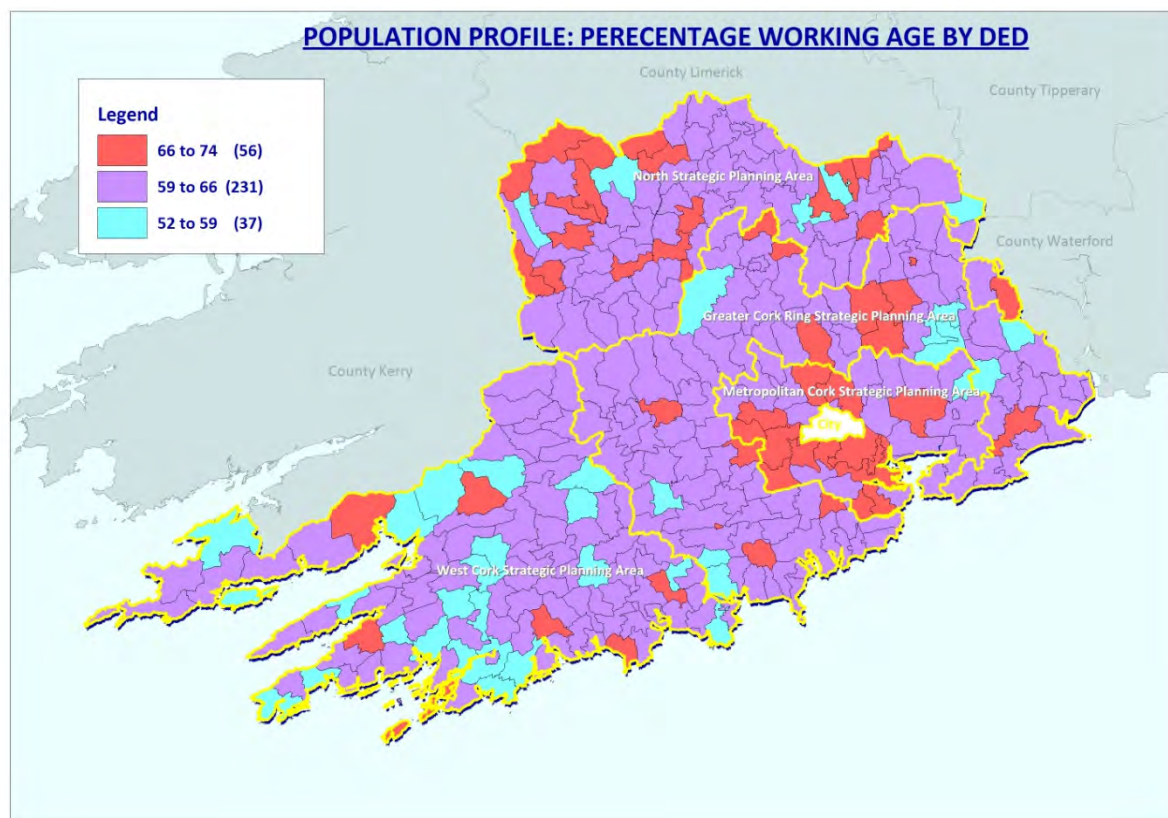 POPULATION PROFILE: PERECENTAGE WORKING AGE BY DED
County Limerick
County Tipperary
Legend
66 to 74 (56)
59 to 66 (231)
52 to 59 (37)
North Strategic Planning Area
County Waterford
Greater Cork Ring Strategic Planning Area
County Kerry
Metropolitan Cork Strategic Planning Area
City
West Cork Strategic Planning Area